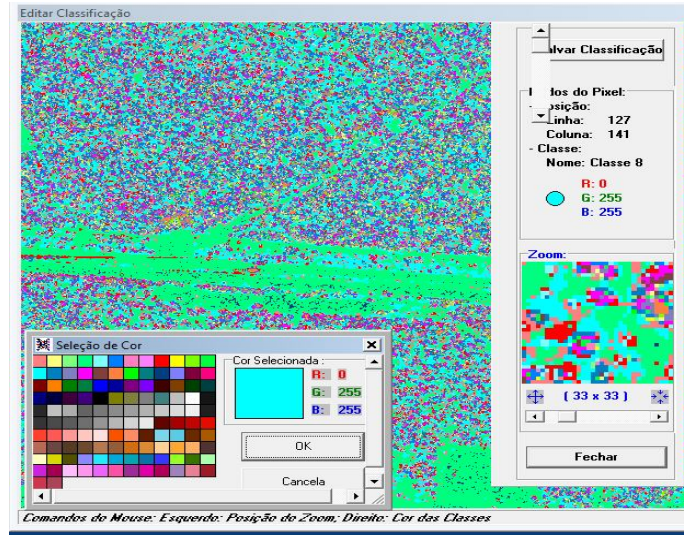 Editar Classificação
alvar Classificação
dos do Pixel:
Linha: 127
Coluna: 141
- Classe:
Nome: Classe 8
R: 0
G: 255
B: 255
Zoom:
( 33 x 33 )
Fechar
Seleção de Cor
Cor Selecionada :
R: 0
G: 255
B: 255
OK
Cancela
Comandos do Mouse: Esquerdo: Posição do Zoom; Direito: Cor das Classes